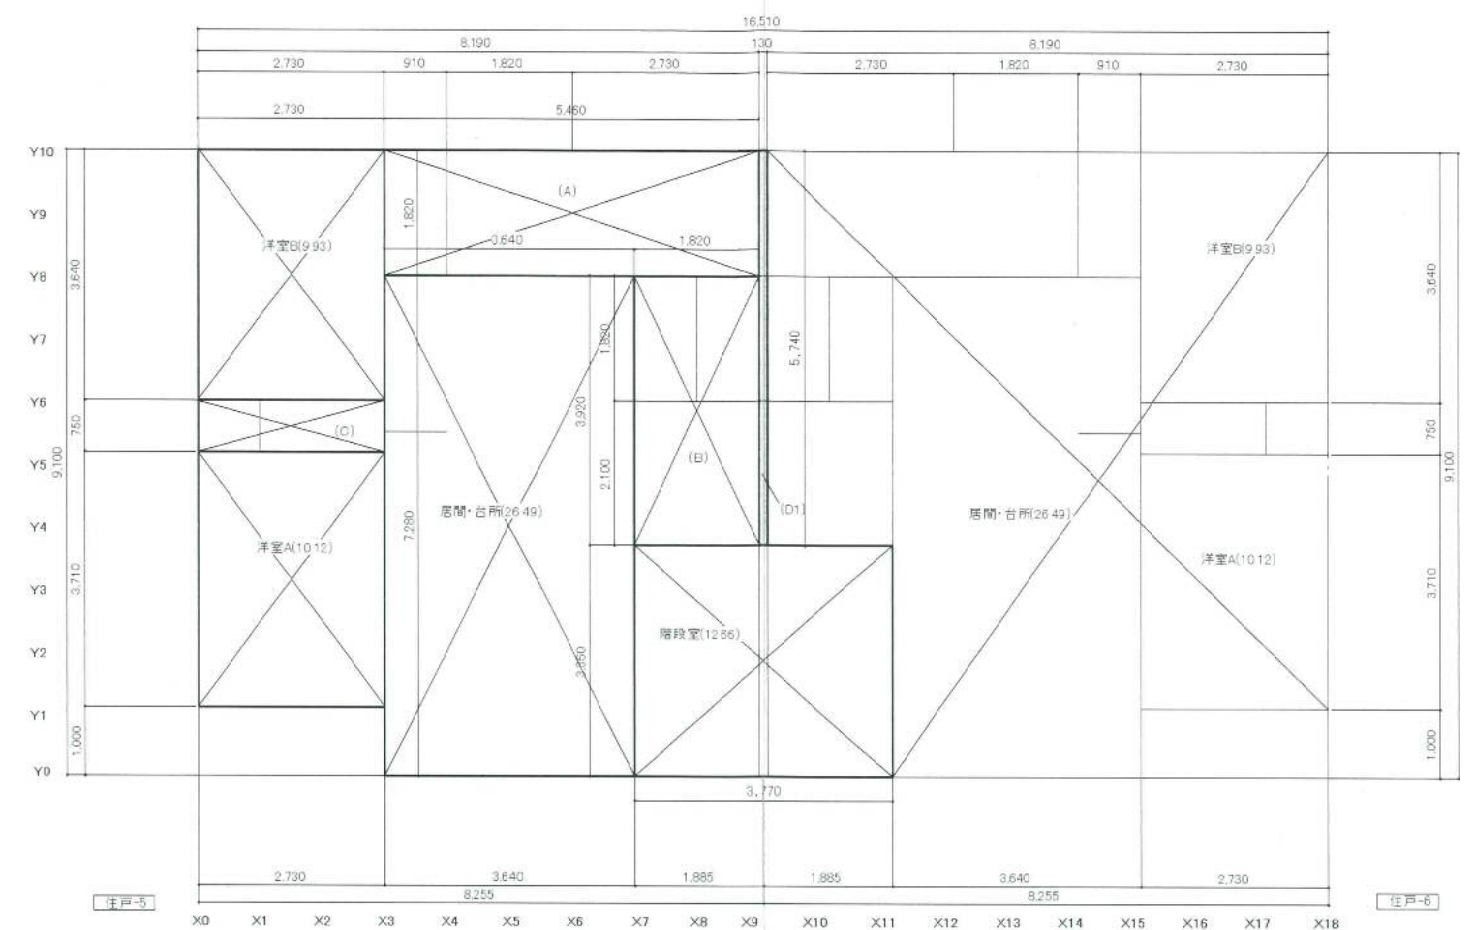 16,510
8,190 130 8,190
2,730 910 1,820 2,730 2,730 1,820 910 2,730
2,730 5,460
Y10
Y9
Y8
Y7
Y6
Y5
Y4
Y3
Y2
Y1
Y0
9,100
3,640
750
3,710
1,000
洋室B(9.93)
(C)
洋室A(10.12)
(A)
1,820
3,640 1,820
7,280
居間・台所(26.49)
1,820
3,920
2,100
(B)
5,740
(D1)
階段室(12.66)
3,770
居間・台所(26.49)
洋室B(9.93)
洋室A(10.12)
3,640
750
3,710
1,000
9,100
2,730 3,640 1,885 1,885 3,640 2,730
8,255 8,255
住戸-5 住戸-6
X0 X1 X2 X3 X4 X5 X6 X7 X8 X9 X10 X11 X12 X13 X14 X15 X16 X17 X18